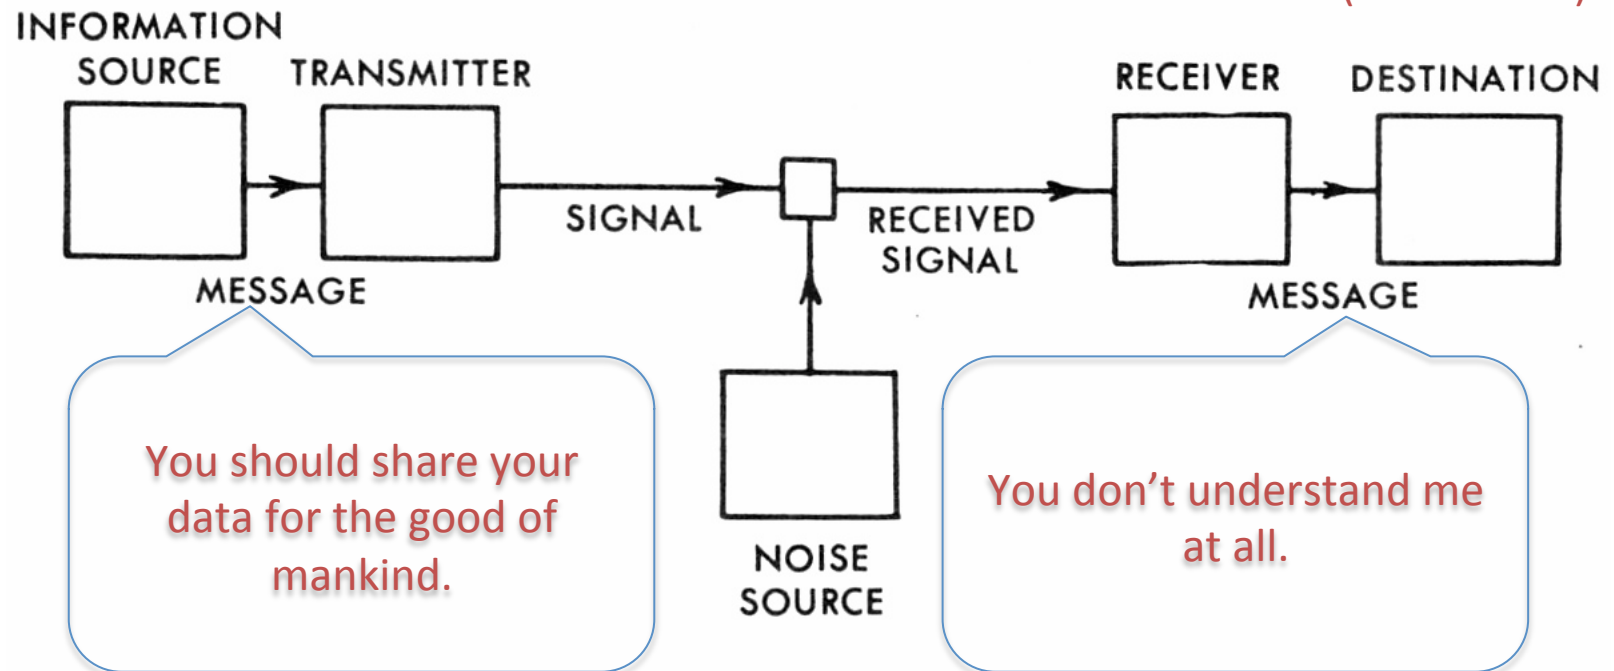 INFORMATION
SOURCE
TRANSMITTER
RECEIVER
DESTINATION
SIGNAL
RECEIVED
SIGNAL
MESSAGE
MESSAGE
You should share your
data for the good of
mankind.
You don’t understand me
at all.
NOISE
SOURCE